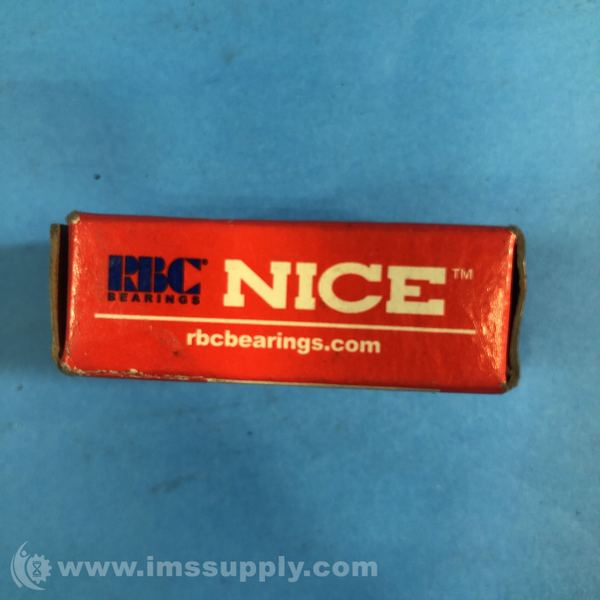 RBC® NICE™
BEARINGS
rbcbearings.com
www.imssupply.com